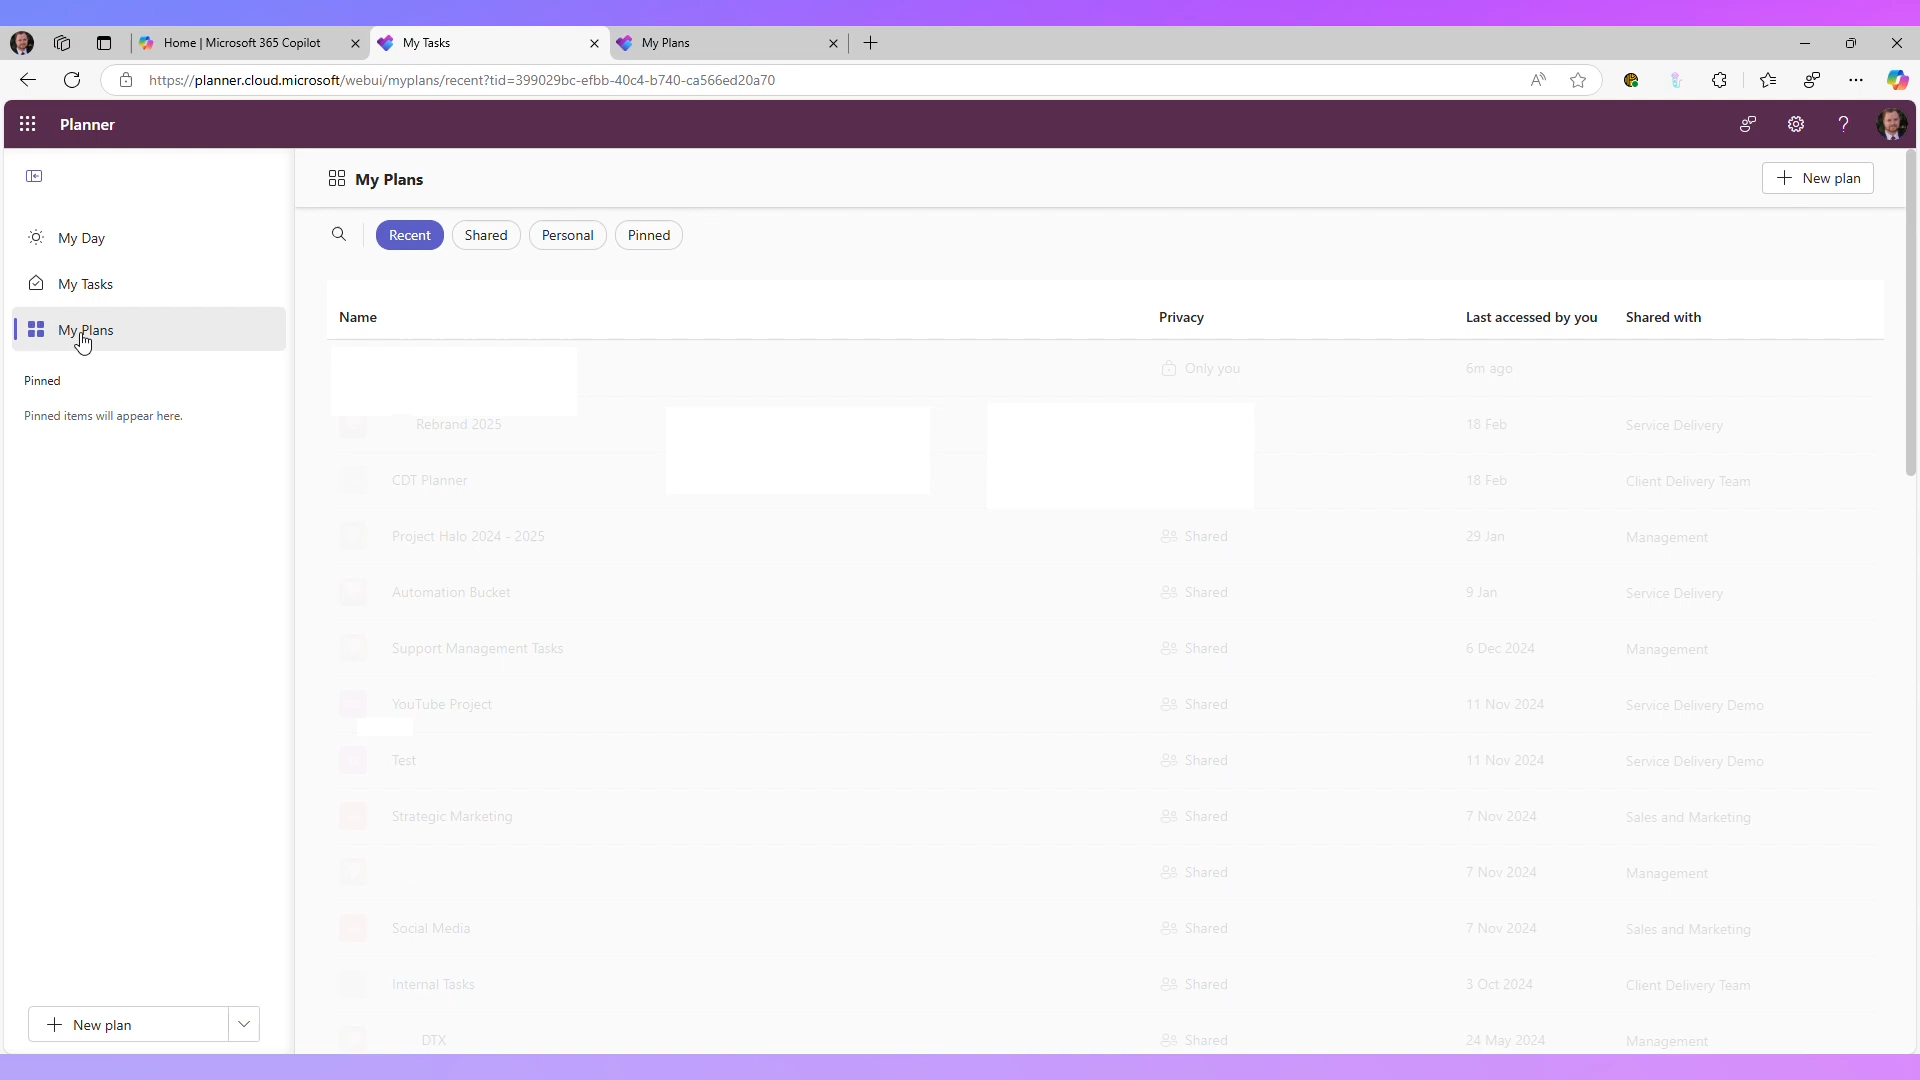 Home | Microsoft 365 Copilot
My Tasks
My Plans
https://planner.cloud.microsoft/webui/myplans/recent?tid=399029bc-efbb-40c4-b740-ca566ed20a70
Planner
My Plans
New plan
My Day
My Tasks
My Plans
Pinned
Pinned items will appear here.
Recent
Shared
Personal
Pinned
Name Privacy Last accessed by you Shared with
Only you 6m ago
Rebrand 2025 18 Feb Service Delivery
CDT Planner 18 Feb Client Delivery Team
Project Halo 2024 - 2025 Shared 29 Jan Management
Automation Bucket Shared 9 Jan Service Delivery
Support Management Tasks Shared 6 Dec 2024 Management
YouTube Project Shared 11 Nov 2024 Service Delivery Demo
Test Shared 11 Nov 2024 Service Delivery Demo
Strategic Marketing Shared 7 Nov 2024 Sales and Marketing
Shared 7 Nov 2024 Management
Social Media Shared 7 Nov 2024 Sales and Marketing
Internal Tasks Shared 3 Oct 2024 Client Delivery Team
DTX Shared 24 May 2024 Management
New plan